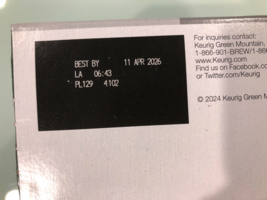 BEST BY 11 APR 2026
LA 06:43
PL129 4102
For inquiries contact:
Keurig Green Mountain,
1-866-901-BREW/1-86
www.Keurig.com
Find us on Facebook.co
or Twitter.com/Keurig
© 2024 Keurig Green M